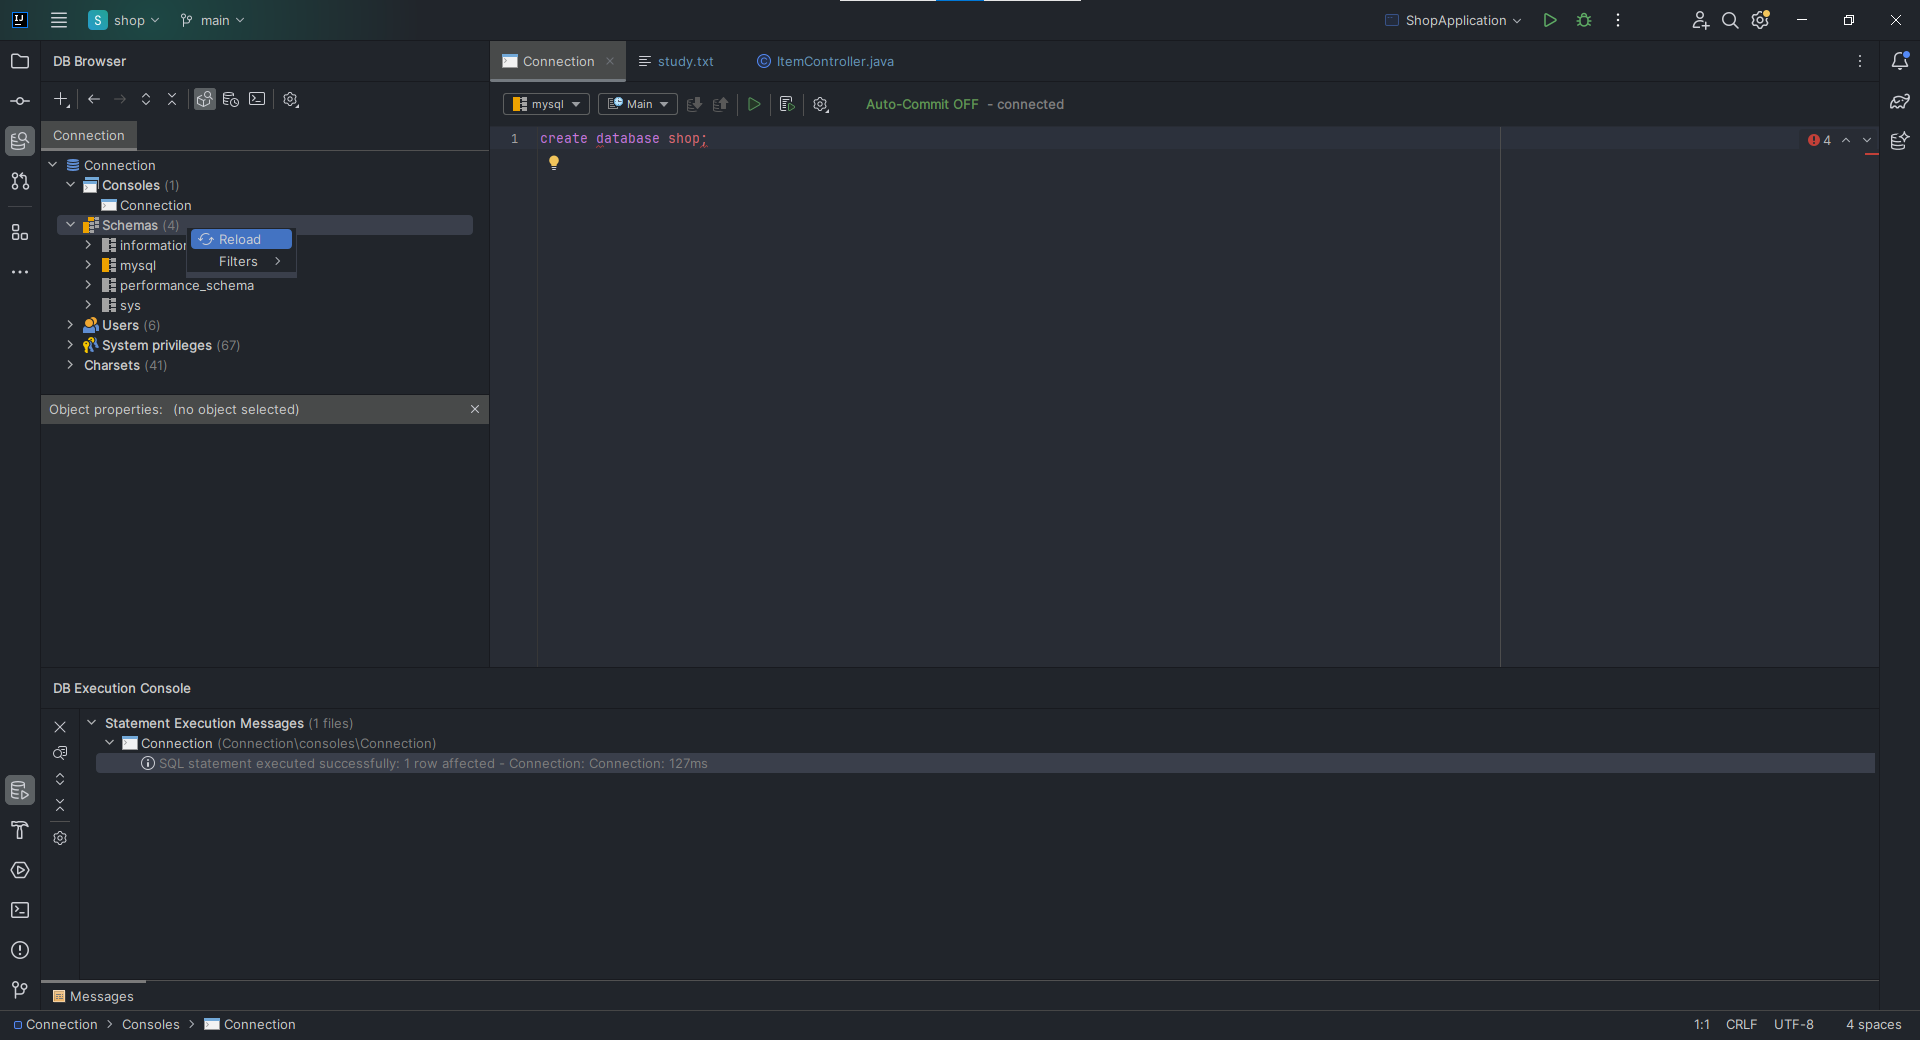 S shop main ShopApplication
DB Browser
Connection study.txt ItemController.java
mysql Main Auto-Commit OFF - connected
Connection
1 create database shop; 4
Connection
Consoles (1)
Connection
Schemas (4)
information
Reload
mysql
Filters
performance_schema
sys
Users (6)
System privileges (67)
Charsets (41)
Object properties: (no object selected)
DB Execution Console
Statement Execution Messages (1 files)
Connection (Connection\consoles\Connection)
SQL statement executed successfully: 1 row affected - Connection: Connection: 127ms
Messages
Connection Consoles Connection 1:1 CRLF UTF-8 4 spaces